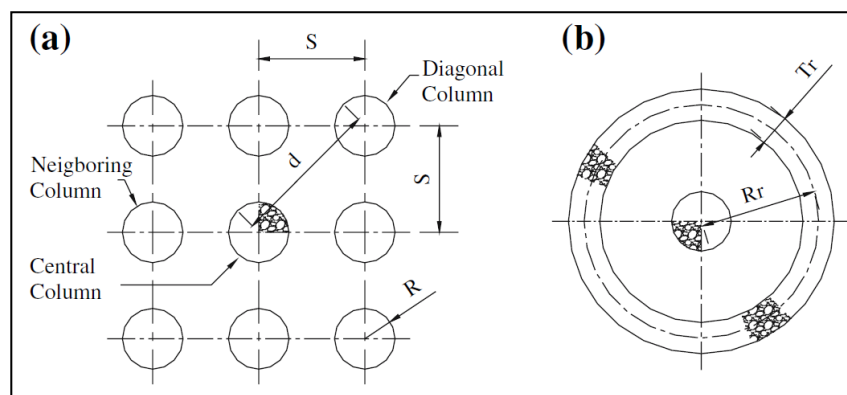 (a)
S
Diagonal
Column
Neigboring
Column
d
S
Central
Column
R
(b)
Tr
Rr